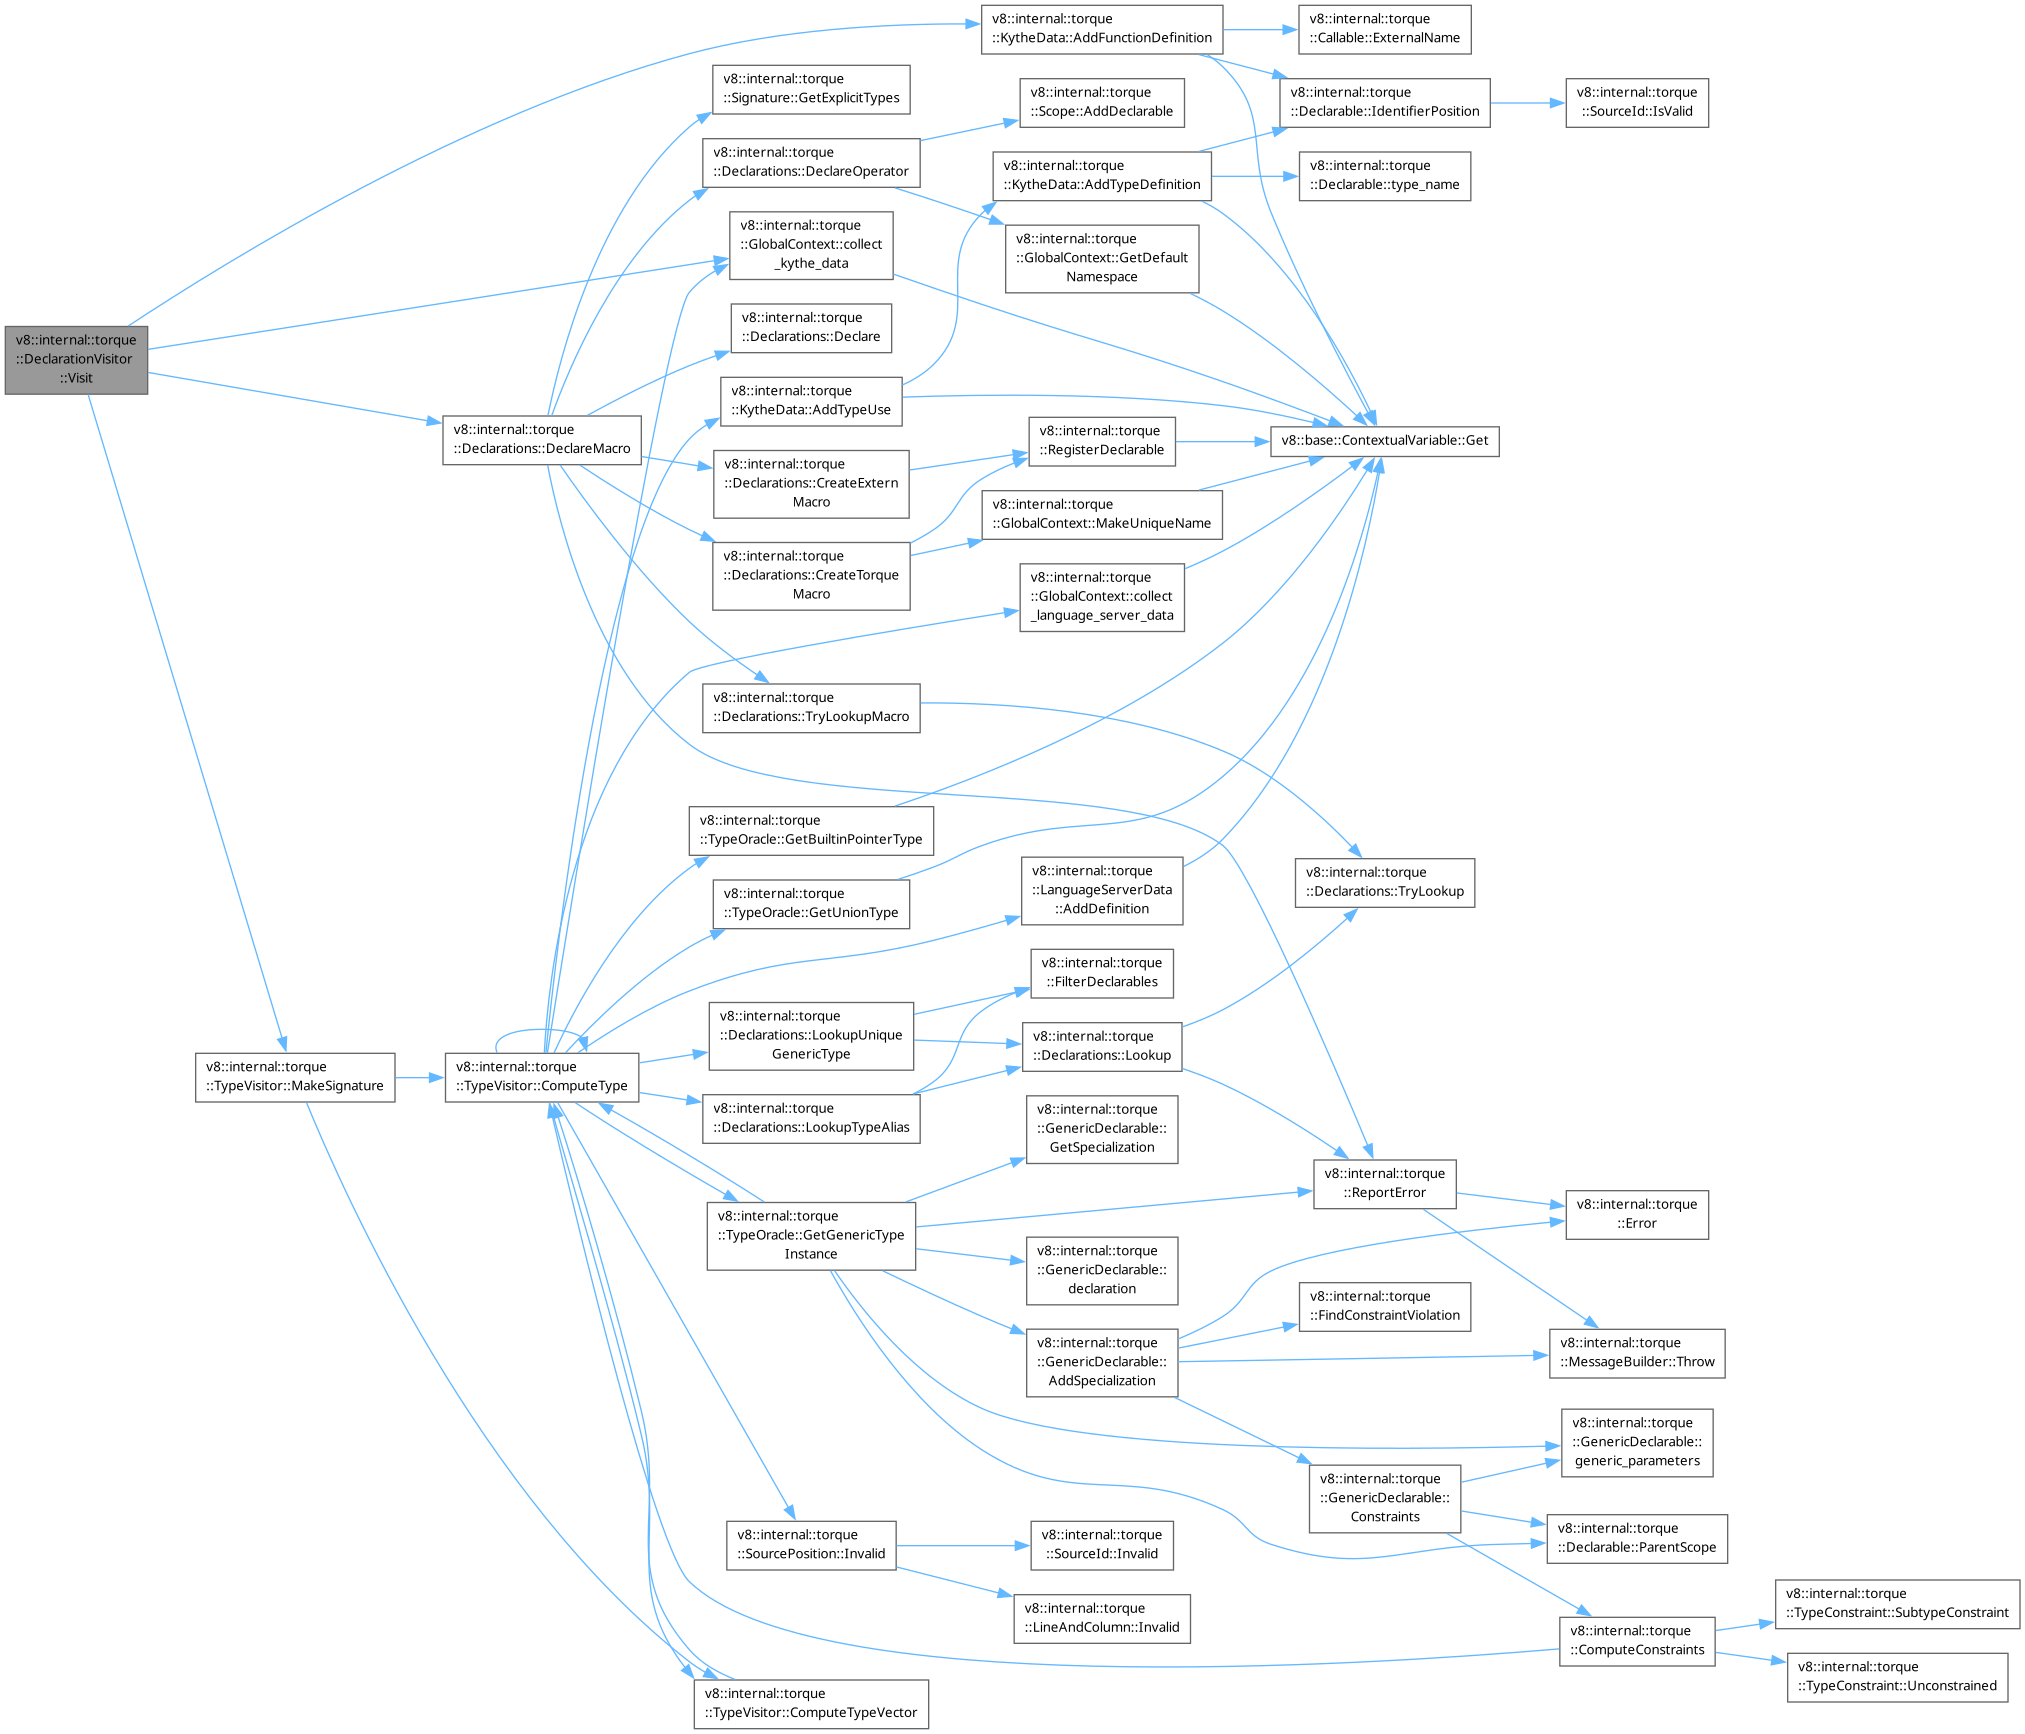 v8::internal::torque
::DeclarationVisitor
::Visit
v8::internal::torque
::TypeVisitor::MakeSignature
v8::internal::torque
::Declarations::DeclareMacro
v8::internal::torque
::TypeVisitor::ComputeType
v8::internal::torque
::Signature::GetExplicitTypes
v8::internal::torque
::Declarations::DeclareOperator
v8::internal::torque
::GlobalContext::collect
_kythe_data
v8::internal::torque
::Declarations::Declare
v8::internal::torque
::KytheData::AddTypeUse
v8::internal::torque
::Declarations::CreateExtern
Macro
v8::internal::torque
::Declarations::CreateTorque
Macro
v8::internal::torque
::Declarations::TryLookupMacro
v8::internal::torque
::TypeOracle::GetBuiltinPointerType
v8::internal::torque
::TypeOracle::GetUnionType
v8::internal::torque
::Declarations::LookupUnique
GenericType
v8::internal::torque
::Declarations::LookupTypeAlias
v8::internal::torque
::TypeOracle::GetGenericType
Instance
v8::internal::torque
::SourcePosition::Invalid
v8::internal::torque
::TypeVisitor::ComputeTypeVector
v8::internal::torque
::KytheData::AddFunctionDefinition
v8::internal::torque
::Scope::AddDeclarable
v8::internal::torque
::KytheData::AddTypeDefinition
v8::internal::torque
::GlobalContext::GetDefault
Namespace
v8::internal::torque
::RegisterDeclarable
v8::internal::torque
::GlobalContext::MakeUniqueName
v8::internal::torque
::GlobalContext::collect
_language_server_data
v8::internal::torque
::LanguageServerData
::AddDefinition
v8::internal::torque
::FilterDeclarables
v8::internal::torque
::Declarations::Lookup
v8::internal::torque
::GenericDeclarable::
GetSpecialization
v8::internal::torque
::GenericDeclarable::
declaration
v8::internal::torque
::GenericDeclarable::
AddSpecialization
v8::internal::torque
::SourceId::Invalid
v8::internal::torque
::LineAndColumn::Invalid
v8::internal::torque
::Callable::ExternalName
v8::internal::torque
::Declarable::IdentifierPosition
v8::internal::torque
::Declarable::type_name
v8::base::ContextualVariable::Get
v8::internal::torque
::Declarations::TryLookup
v8::internal::torque
::ReportError
v8::internal::torque
::FindConstraintViolation
v8::internal::torque
::GenericDeclarable::
Constraints
v8::internal::torque
::SourceId::IsValid
v8::internal::torque
::Error
v8::internal::torque
::MessageBuilder::Throw
v8::internal::torque
::GenericDeclarable::
generic_parameters
v8::internal::torque
::Declarable::ParentScope
v8::internal::torque
::ComputeConstraints
v8::internal::torque
::TypeConstraint::SubtypeConstraint
v8::internal::torque
::TypeConstraint::Unconstrained